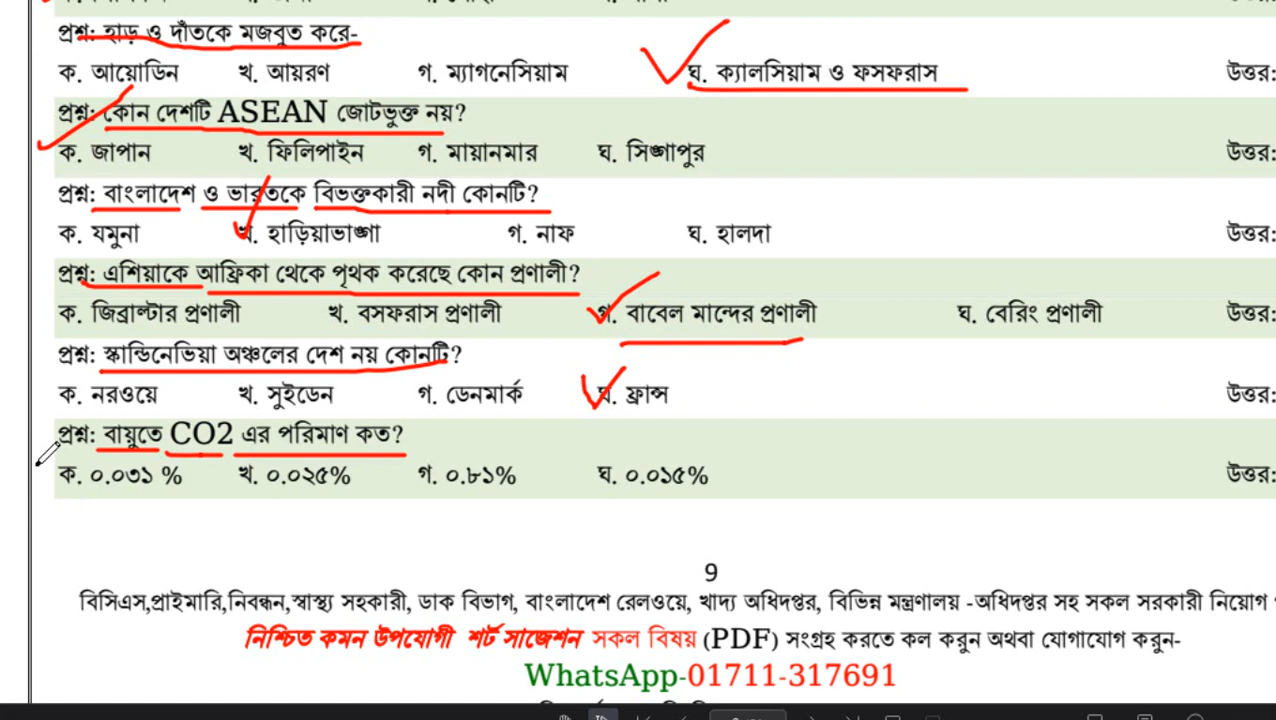 প্রশ্ন: হাড় ও দাঁতকে মজবুত করে-
ক. আয়োডিন খ. আয়রণ গ. ম্যাগনেসিয়াম ঘ. ক্যালসিয়াম ও ফসফরাস উত্তর:
প্রশ্ন: কোন দেশটি ASEAN জোটভুক্ত নয়?
ক. জাপান খ. ফিলিপাইন গ. মায়ানমার ঘ. সিঙ্গাপুর উত্তর:
প্রশ্ন: বাংলাদেশ ও ভারতকে বিভক্তকারী নদী কোনটি?
ক. যমুনা খ. হাড়িয়াভাঙ্গা গ. নাফ ঘ. হালদা উত্তর:
প্রশ্ন: এশিয়াকে আফ্রিকা থেকে পৃথক করেছে কোন প্রণালী?
ক. জিব্রাল্টার প্রণালী খ. বসফরাস প্রণালী গ. বাবেল মান্দের প্রণালী ঘ. বেরিং প্রণালী উত্তর:
প্রশ্ন: স্কান্ডিনেভিয়া অঞ্চলের দেশ নয় কোনটি?
ক. নরওয়ে খ. সুইডেন গ. ডেনমার্ক ঘ. ফ্রান্স উত্তর:
প্রশ্ন: বায়ুতে CO2 এর পরিমাণ কত?
ক. ০.০৩১ % খ. ০.০২৫% গ. ০.৮১% ঘ. ০.০১৫% উত্তর:
9
বিসিএস,প্রাইমারি,নিবন্ধন,স্বাস্থ্য সহকারী, ডাক বিভাগ, বাংলাদেশ রেলওয়ে, খাদ্য অধিদপ্তর, বিভিন্ন মন্ত্রণালয় -অধিদপ্তর সহ সকল সরকারী নিয়োগ
নিশ্চিত কমন উপযোগী শর্ট সাজেশন সকল বিষয় (PDF) সংগ্রহ করতে কল করুন অথবা যোগাযোগ করুন-
WhatsApp-01711-317691